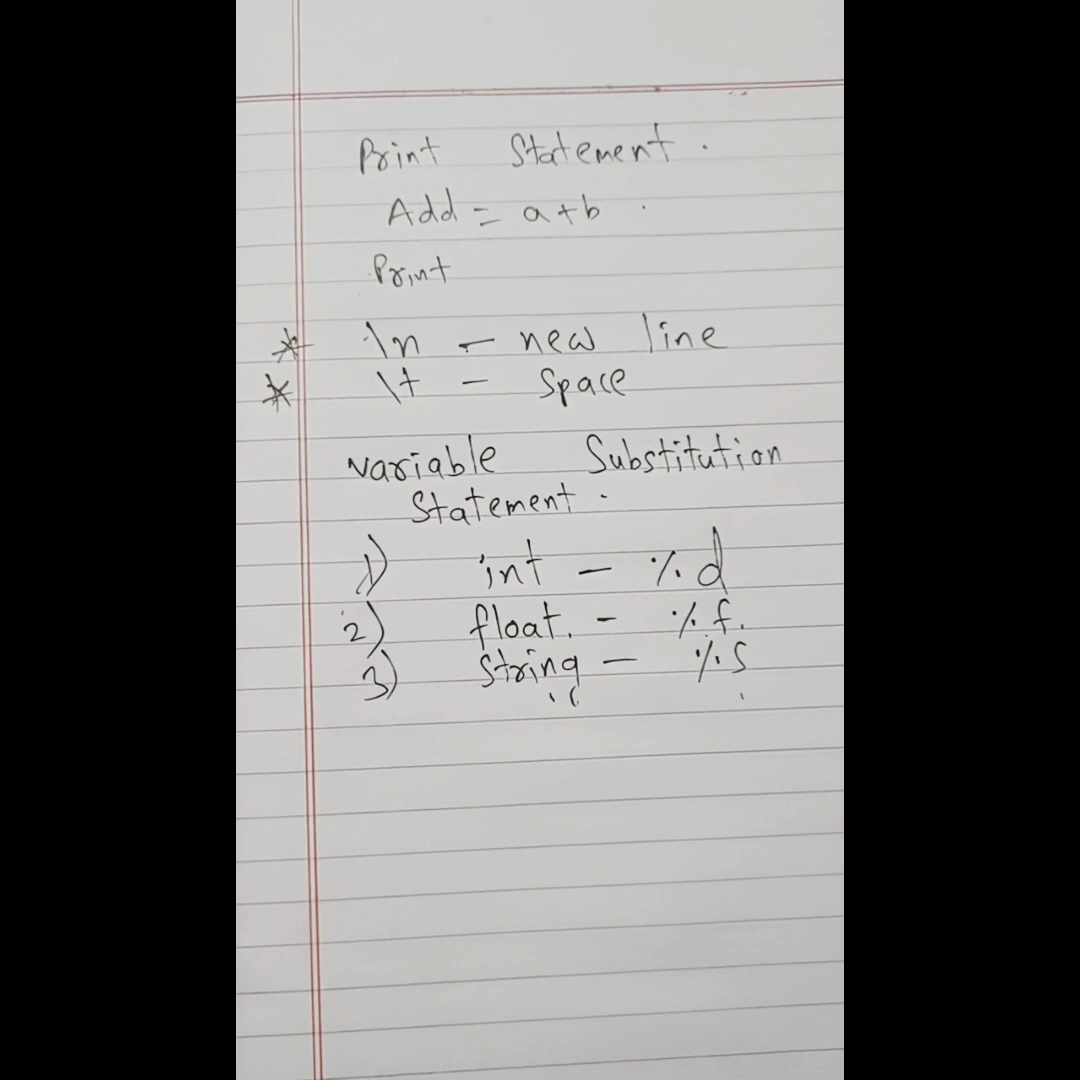 Print Statement.
Add = a+b.
Print
* \n - new line
* \t - Space
variable Substitution
Statement.
1) int - %d
2) float. - %f.
3) string - %s